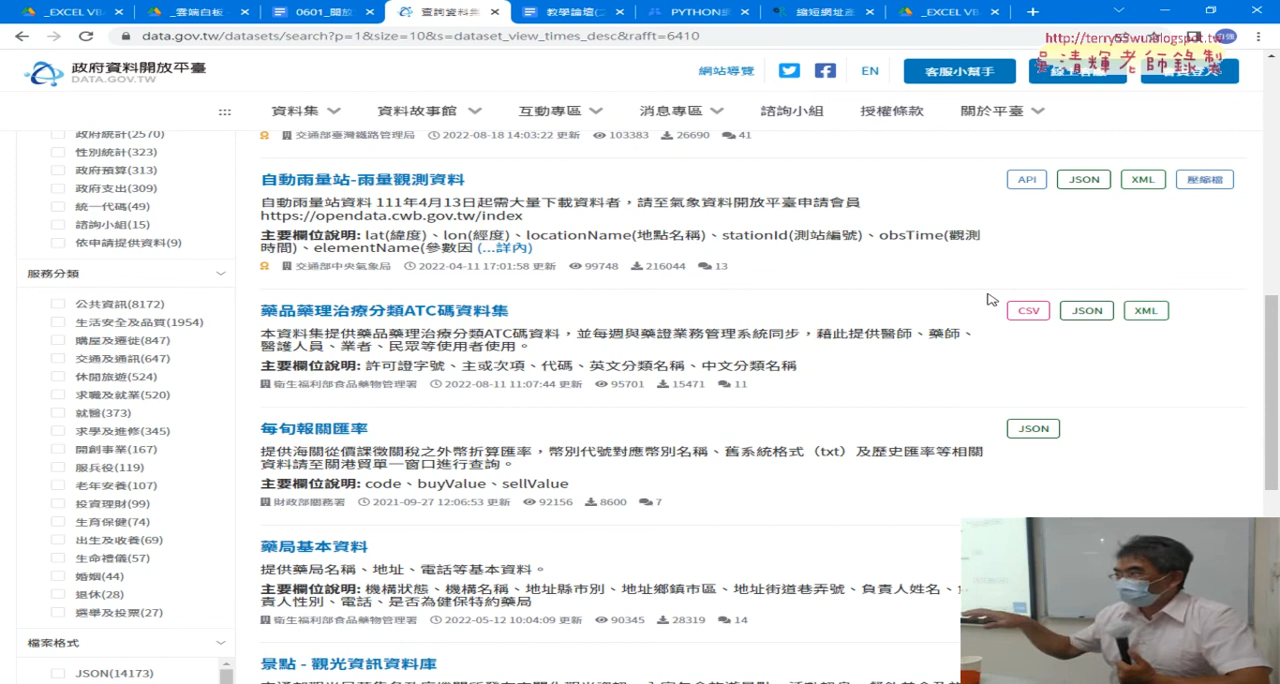 _EXCEL VB
_雲端白板 -
0601_開放
查詢資料集
教學論壇(2
PYTHON
縮短網址產
_EXCEL VB
data.gov.tw/datasets/search?p=1&size=10&s=dataset_view_times_desc&rafft=6410
http://terry55wu.blogspot.tw
吳清輝老師錄製
政府資料開放平臺
DATA.GOV.TW
網站導覽
EN
客服小幫手
資料集
資料故事館
互動專區
消息專區
諮詢小組
授權條款
關於平臺
政府統計(2570)
性別統計(323)
政府預算(313)
政府支出(309)
統一代碼(49)
諮詢小組(15)
依申請提供資料(9)
服務分類
公共資訊(8172)
生活安全及品質(1954)
購屋及遷徙(847)
交通及通訊(647)
休閒旅遊(524)
求職及就業(520)
就醫(373)
求學及進修(345)
開創事業(167)
服兵役(119)
老年安養(107)
投資理財(99)
生育保健(74)
出生及收養(69)
生命禮儀(57)
婚姻(44)
退休(28)
選舉及投票(27)
檔案格式
JSON(14173)
交通部臺灣鐵路管理局 2022-08-18 14:03:22 更新 103383 26690 41
自動雨量站-雨量觀測資料
API JSON XML 壓縮檔
自動雨量站資料 111年4月13日起需大量下載資料者，請至氣象資料開放平臺申請會員
https://opendata.cwb.gov.tw/index
主要欄位說明: lat(緯度)、lon(經度)、locationName(地點名稱)、stationId(測站編號)、obsTime(觀測
時間)、elementName(參數因 (...詳內)
交通部中央氣象局 2022-04-11 17:01:58 更新 99748 216044 13
藥品藥理治療分類ATC碼資料集
CSV JSON XML
本資料集提供藥品藥理治療分類ATC碼資料，並每週與藥證業務管理系統同步，藉此提供醫師、藥師、
醫護人員、業者、民眾等使用者使用。
主要欄位說明: 許可證字號、主或次項、代碼、英文分類名稱、中文分類名稱
衛生福利部食品藥物管理署 2022-08-11 11:07:44 更新 95701 15471 11
每旬報關匯率
JSON
提供海關從價課徵關稅之外幣折算匯率，幣別代號對應幣別名稱、舊系統格式（txt）及歷史匯率等相關
資料請至關港貿單一窗口進行查詢。
主要欄位說明: code、buyValue、sellValue
財政部關務署 2021-09-27 12:06:53 更新 92156 8600 7
藥局基本資料
提供藥局名稱、地址、電話等基本資料。
主要欄位說明: 機構狀態、機構名稱、地址縣市別、地址鄉鎮市區、地址街道巷弄號、負責人姓名、
責人性別、電話、是否為健保特約藥局
衛生福利部食品藥物管理署 2022-05-12 10:04:09 更新 90345 28319 14
景點 - 觀光資訊資料庫